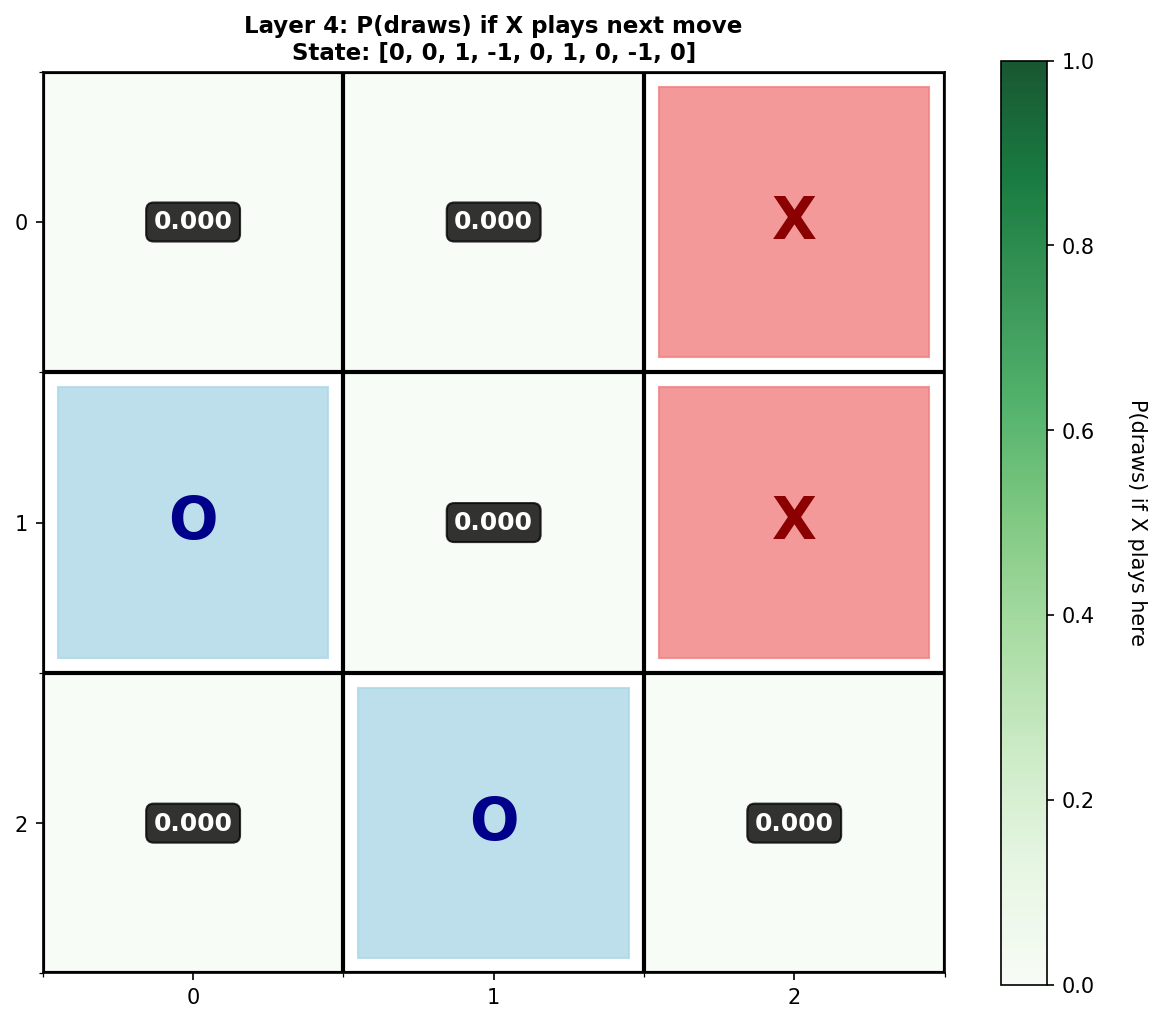 Layer 4: P(draws) if X plays next move
State: [0, 0, 1, -1, 0, 1, 0, -1, 0]
0
0.000
0.000
X
1
O
0.000
X
2
0.000
O
0.000
0
1
2
1.0
0.8
0.6
0.4
0.2
0.0
P(draws) if X plays here